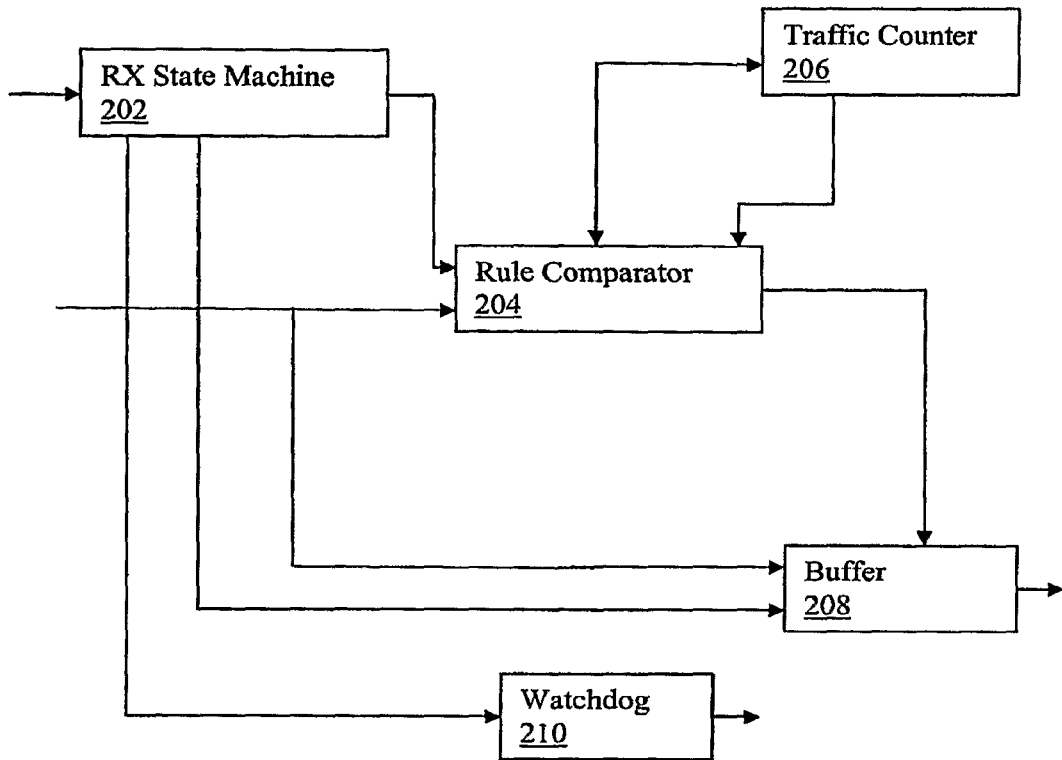 Traffic Counter
206
RX State Machine
202
Rule Comparator
204
Buffer
208
Watchdog
210